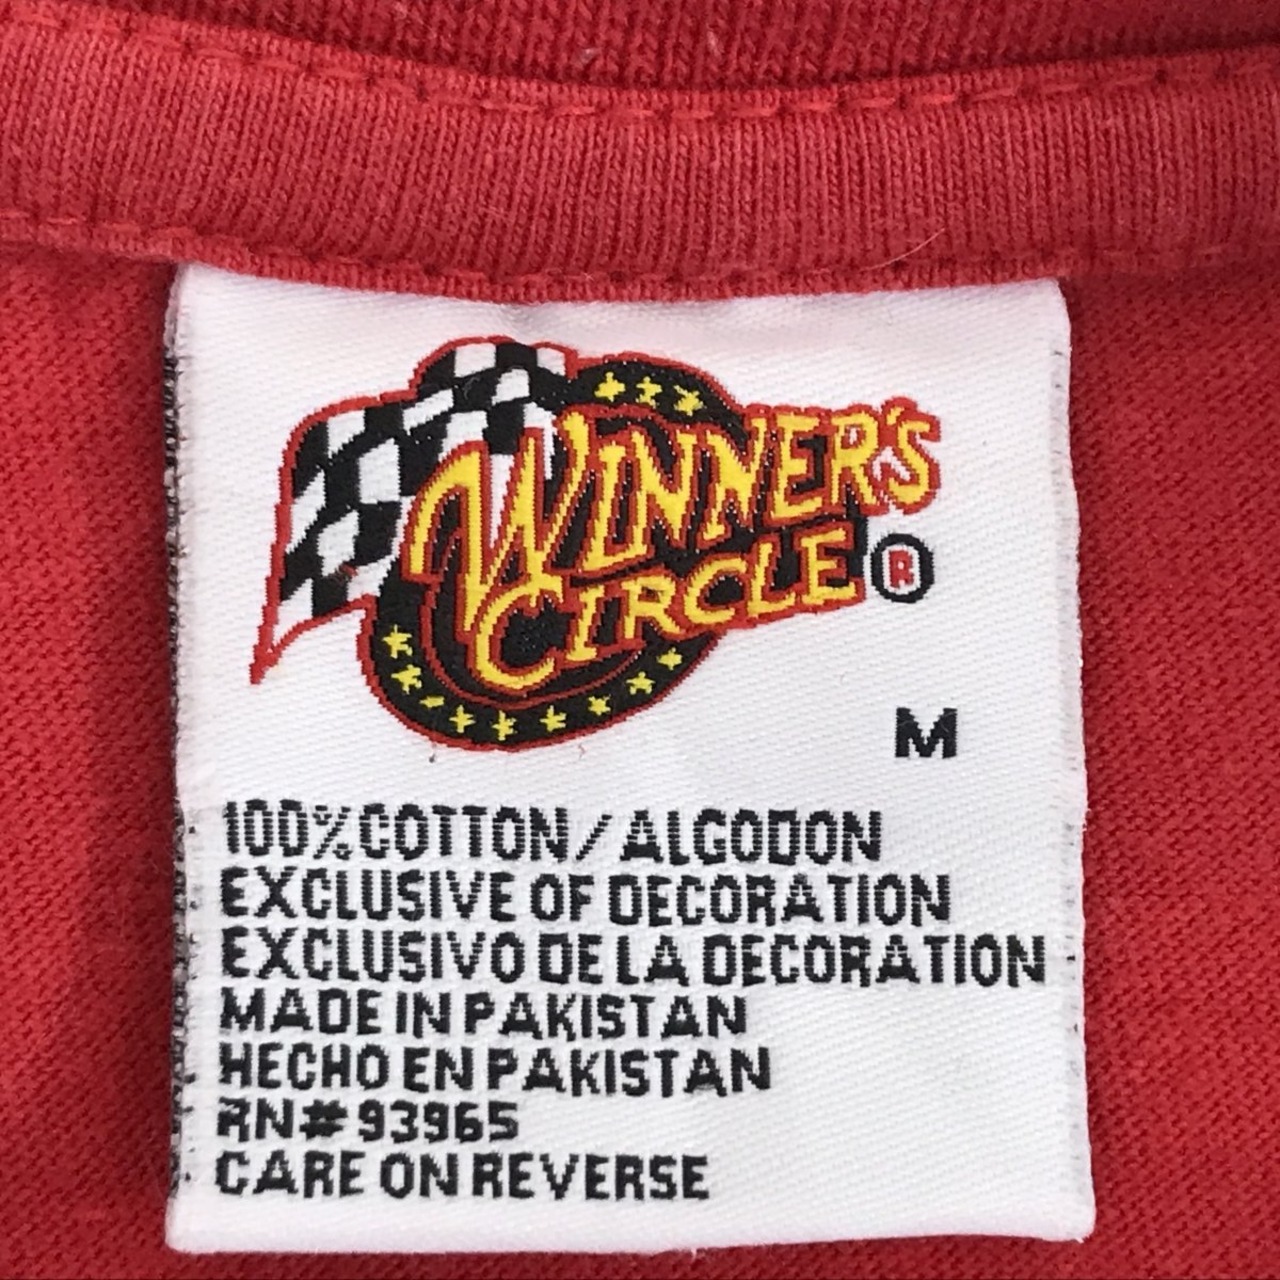 WINNER'S
CIRCLE ®
M
100% COTTON / ALGODON
EXCLUSIVE OF DECORATION
EXCLUSIVO DE LA DECORATION
MADE IN PAKISTAN
HECHO EN PAKISTAN
RN# 93965
CARE ON REVERSE